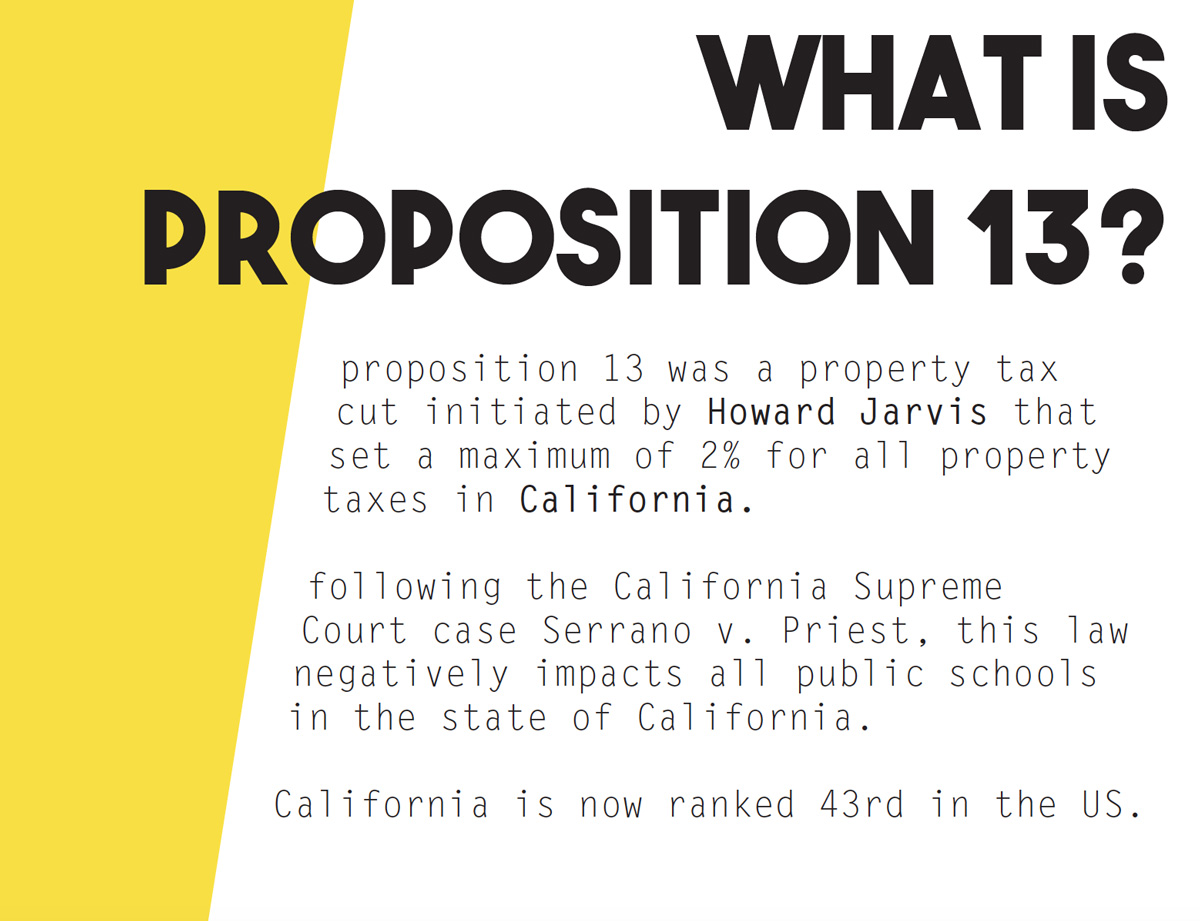 WHAT IS
PROPOSITION 13?
proposition 13 was a property tax
cut initiated by Howard Jarvis that
set a maximum of 2% for all property
taxes in California.
following the California Supreme
Court case Serrano v. Priest, this law
negatively impacts all public schools
in the state of California.
California is now ranked 43rd in the US.